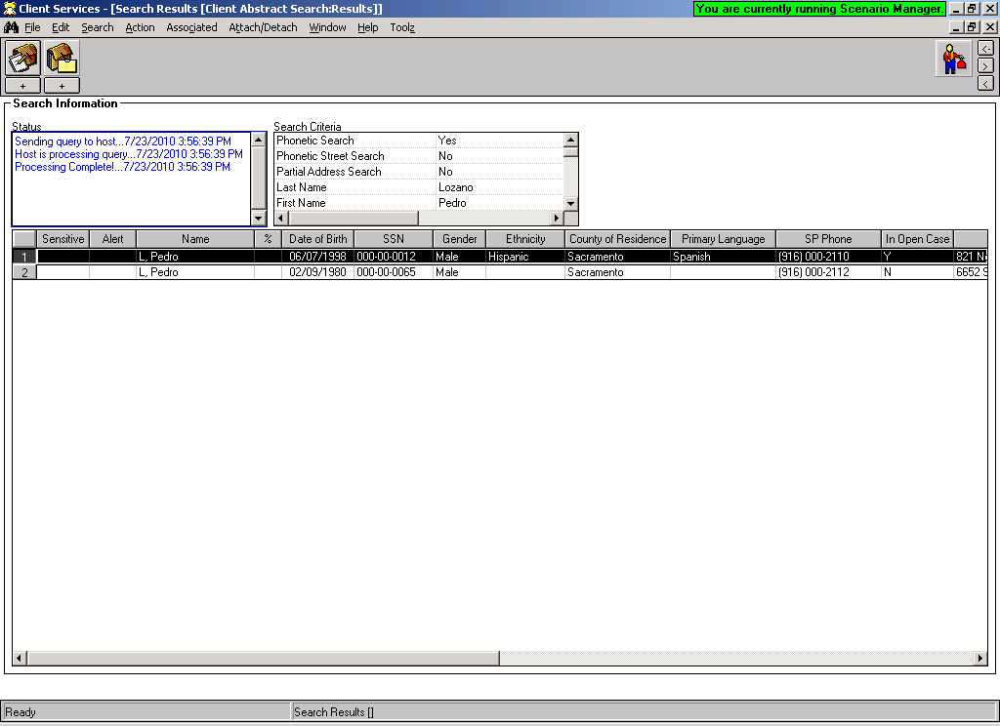 Client Services - [Search Results [Client Abstract Search:Results]]
You are currently running Scenario Manager.
File Edit Search Action Associated Attach/Detach Window Help Toolz
+ +
Search Information
Status
Sending query to host...7/23/2010 3:56:39 PM
Host is processing query...7/23/2010 3:56:39 PM
Processing Complete!...7/23/2010 3:56:39 PM
Search Criteria
Phonetic Search Yes
Phonetic Street Search No
Partial Address Search No
Last Name Lozano
First Name Pedro
Sensitive Alert Name % Date of Birth SSN Gender Ethnicity County of Residence Primary Language SP Phone In Open Case
1 L, Pedro 06/07/1998 000-00-0012 Male Hispanic Sacramento Spanish (916) 000-2110 Y 821
2 L, Pedro 02/09/1980 000-00-0065 Male Sacramento (916) 000-2112 N 6652
Ready
Search Results []